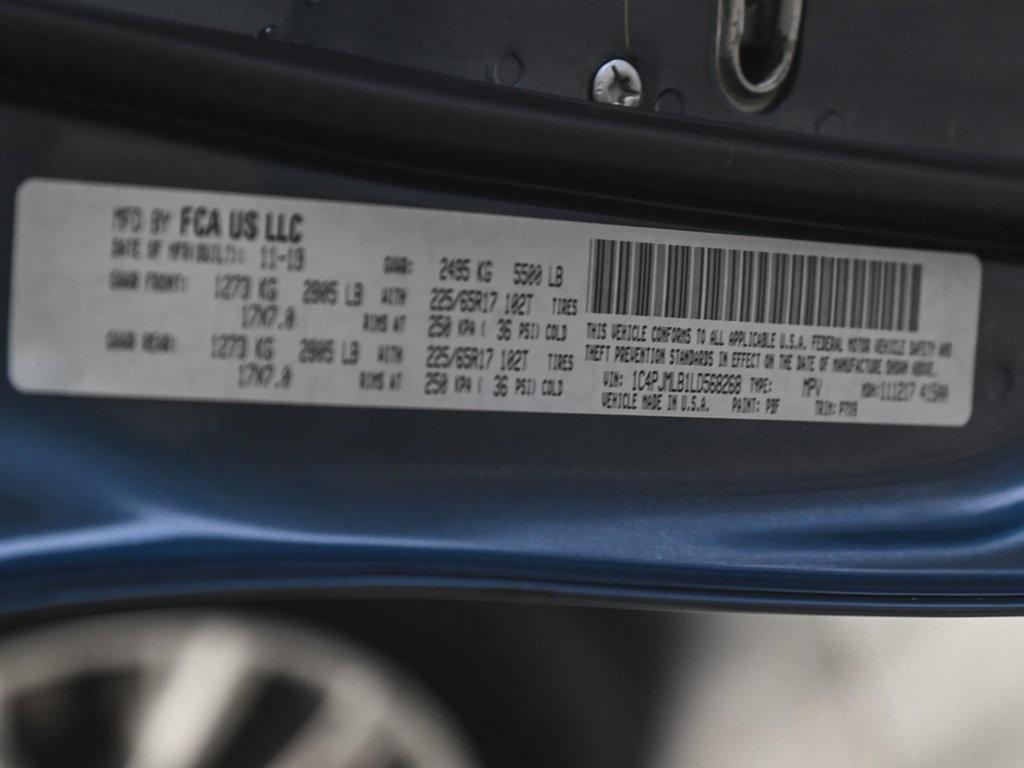 MFD BY FCA US LLC
DATE OF MFR(BUILT): 11-19 GVWR: 2495 KG 5500 LB
GAWR FRONT: 1273 KG 2805 LB WITH 225/65R17 102T TIRES
17X7.0 RIMS AT 250 KPA ( 36 PSI) COLD
GAWR REAR: 1273 KG 2805 LB WITH 225/65R17 102T TIRES
17X7.0 RIMS AT 250 KPA ( 36 PSI) COLD
THIS VEHICLE CONFORMS TO ALL APPLICABLE U.S.A. FEDERAL MOTOR VEHICLE SAFETY AND
THEFT PREVENTION STANDARDS IN EFFECT ON THE DATE OF MANUFACTURE SHOWN ABOVE.
VIN: 1C4PJMLB1LD568268 TYPE: MPV MDH:111217
VEHICLE MADE IN U.S.A. PAINT: PBF TRIM: